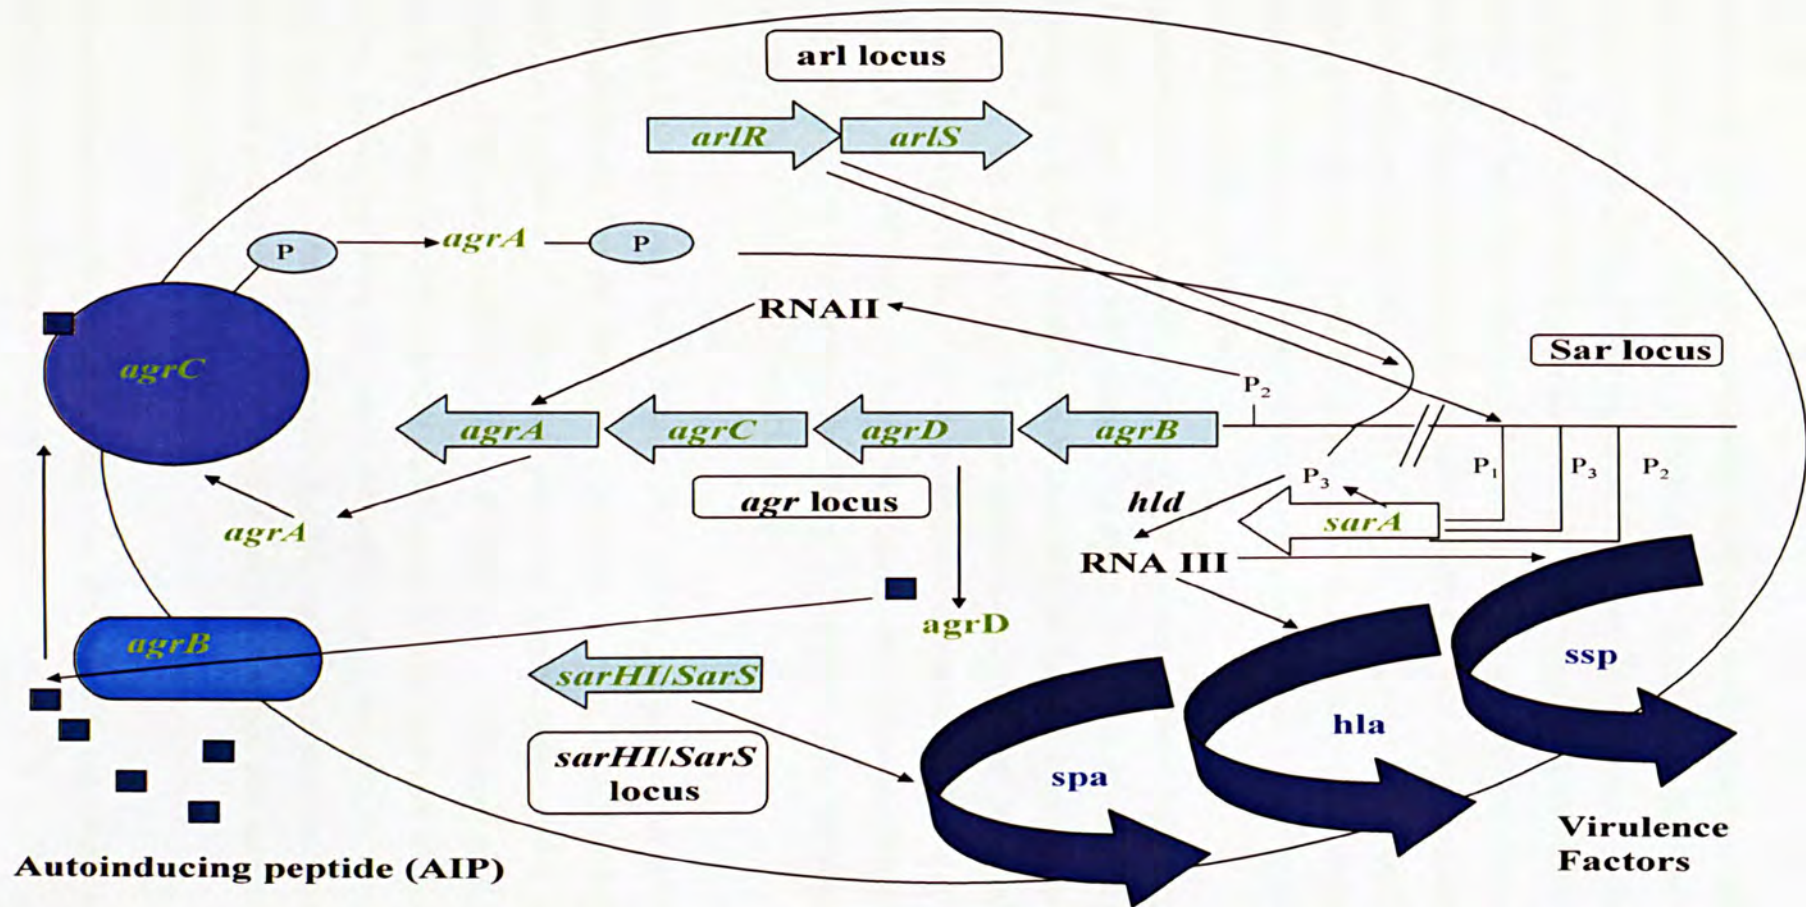 arl locus
arlR
arlS
P
agrA
P
RNAII
Sar locus
agrC
P2
agrA
agrC
agrD
agrB
P1
P3
P2
P3
agr locus
hld
sarA
agrA
RNA III
agrD
agrB
ssp
sarHI/SarS
hla
sarHI/SarS
locus
spa
Virulence
Factors
Autoinducing peptide (AIP)